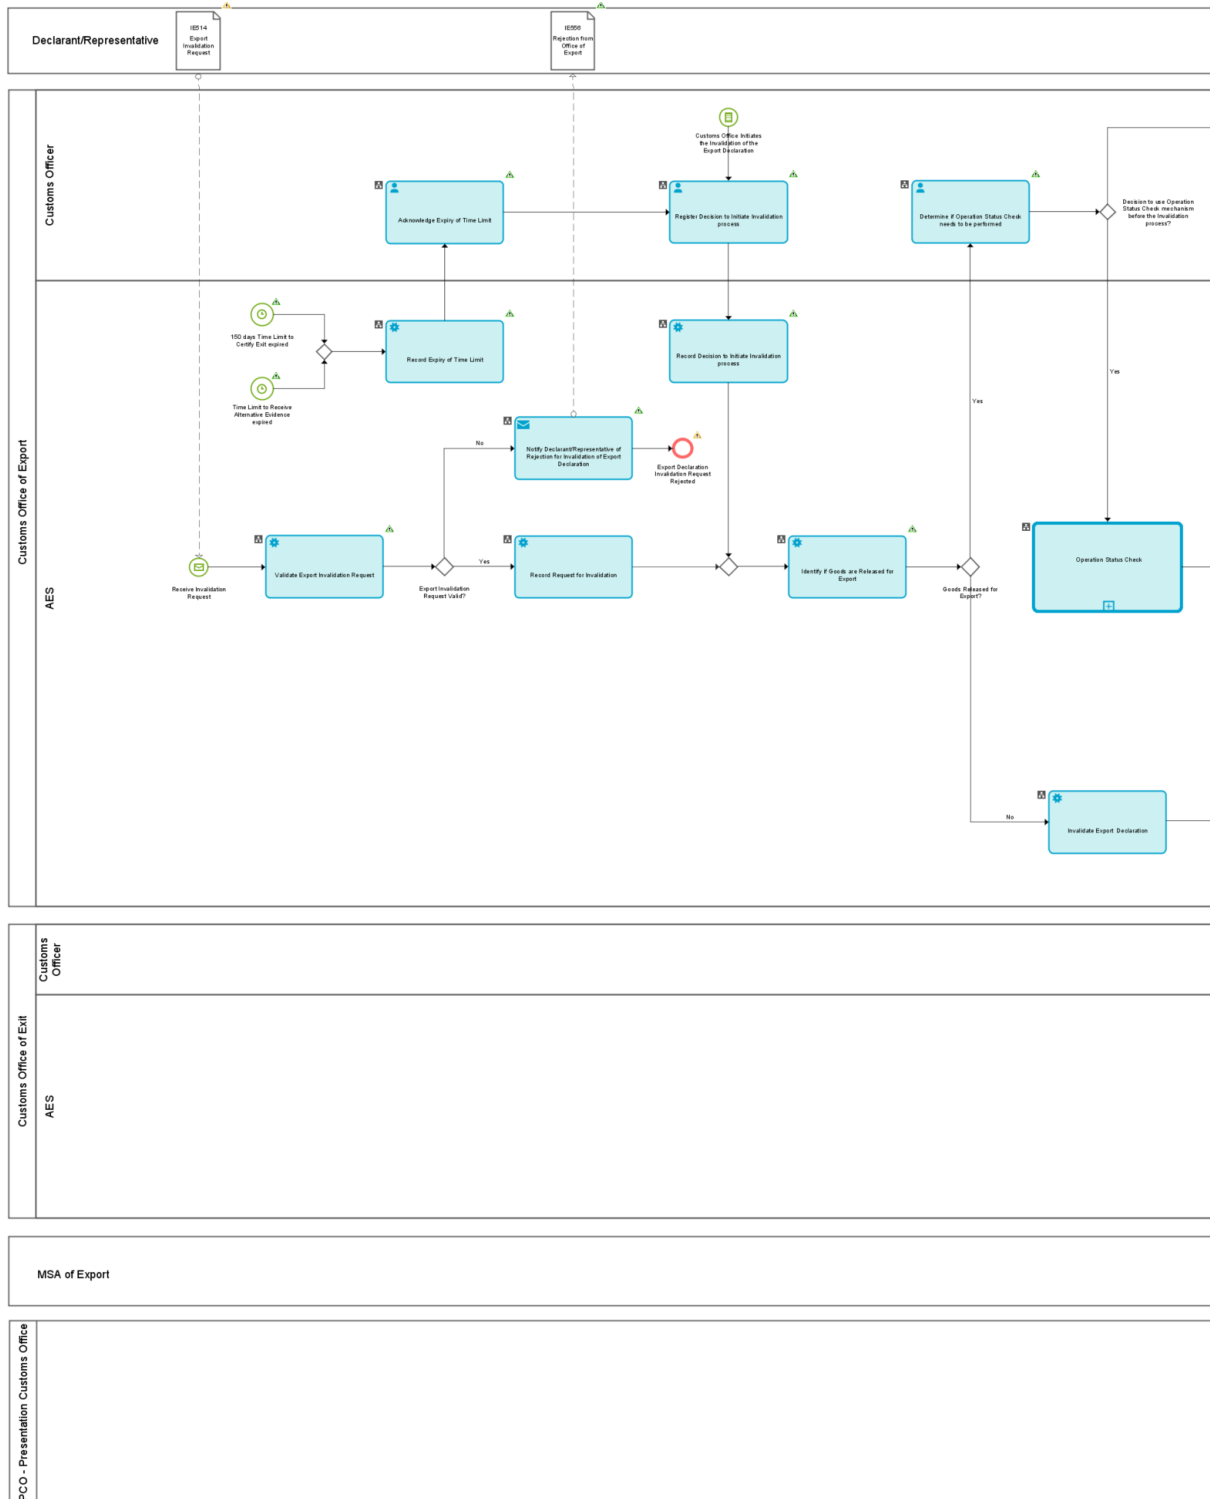 Declarant/Representative
IE514
Export
Invalidation
Request
IE556
Rejection from
Office of
Export
Customs Office of Export
Customs Officer
Customs Office Initiates
the Invalidation of the
Export Declaration
Acknowledge Expiry of Time Limit
Register Decision to Initiate Invalidation
process
Determine if Operation Status Check
needs to be performed
Decision to use Operation
Status Check mechanism
before the Invalidation
process?
AES
150 days Time Limit to
Certify Exit expired
Time Limit to Receive
Alternative Evidence
expired
Record Expiry of Time Limit
Record Decision to Initiate Invalidation
process
Yes
Yes
No
Notify Declarant/Representative of
Rejection for Invalidation of Export
Declaration
Export Declaration
Invalidation Request
Rejected
Receive Invalidation
Request
Validate Export Invalidation Request
Export Invalidation
Request Valid?
Yes
Record Request for Invalidation
Identify if Goods are Released for
Export
Goods Released for
Export?
Operation Status Check
No
Invalidate Export Declaration
Customs Office of Exit
Customs
Officer
AES
MSA of Export
PCO - Presentation Customs Office